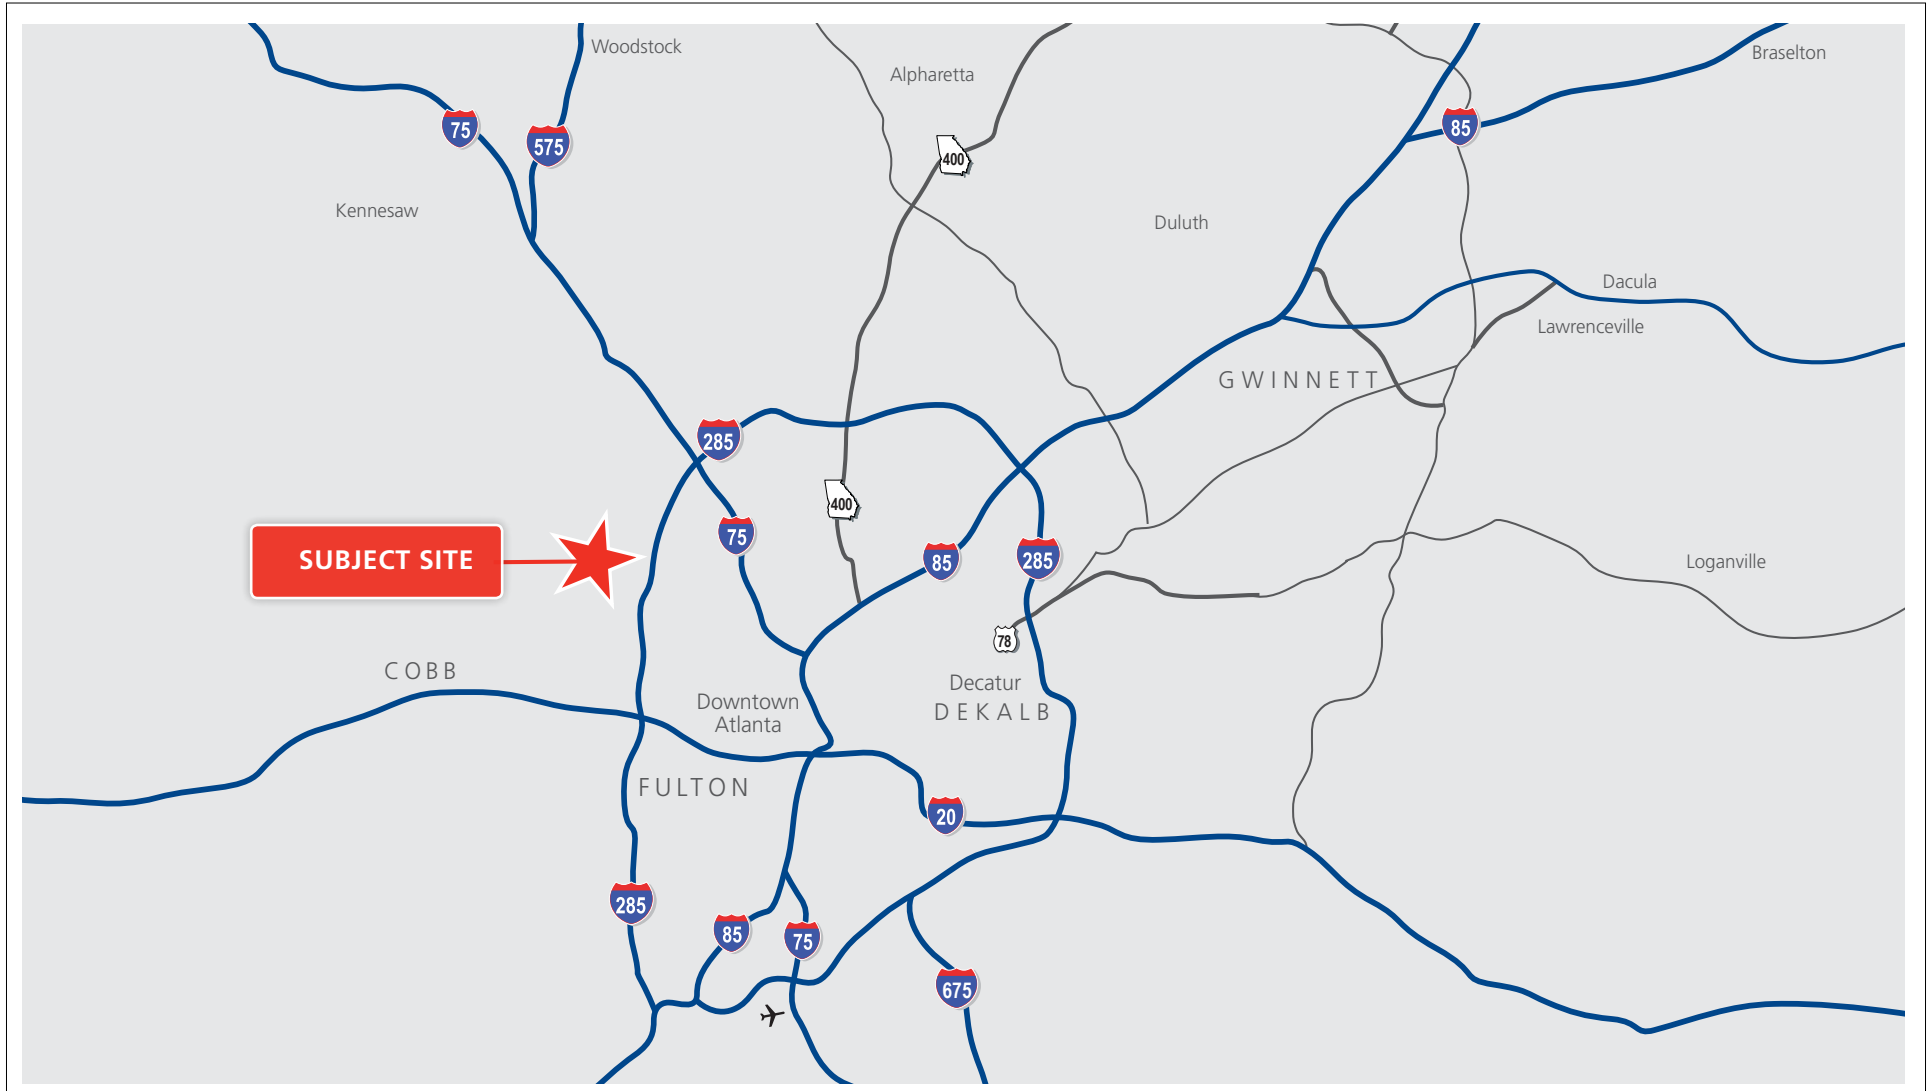 Woodstock
Alpharetta
Braselton
75
575
85
400
Kennesaw
Duluth
Dacula
Lawrenceville
GWINNETT
285
400
75
SUBJECT SITE
85
285
Loganville
78
COBB
Decatur
DEKALB
Downtown
Atlanta
FULTON
20
285
85
75
675